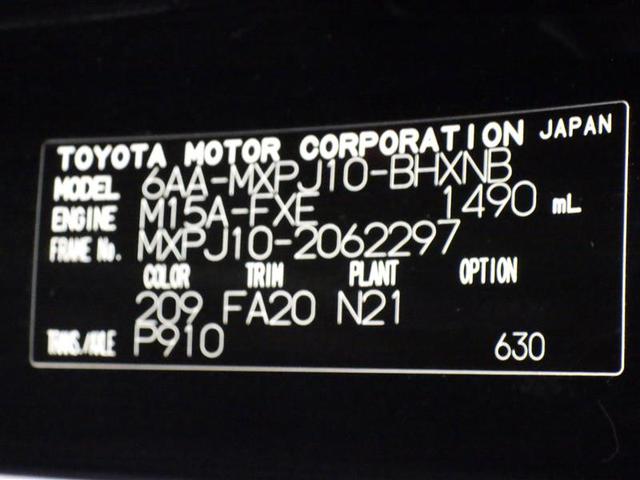 TOYOTA MOTOR CORPORATION JAPAN
MODEL 6AA-MXPJ10-BHXNB
ENGINE M15A-FXE 1490 mL
FRAME No. MXPJ10-2062297
COLOR TRIM PLANT OPTION
209 FA20 N21
TRANS./AXLE P910 630